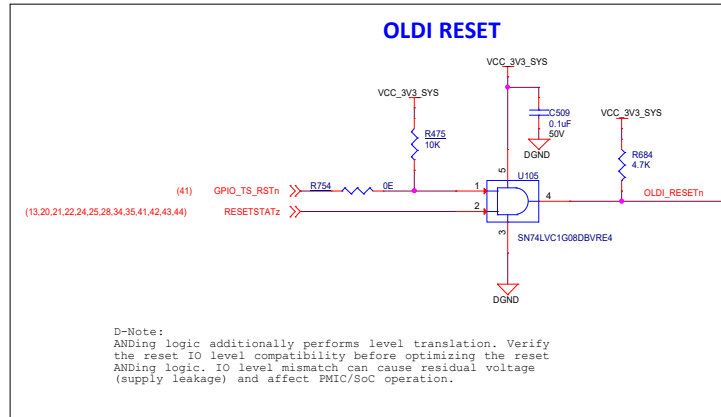 OLDI RESET
VCC_3V3_SYS
VCC_3V3_SYS
C509
0.1uF
50V
VCC_3V3_SYS
R475
10K
DGND
R684
4.7K
5
U105
(41)
GPIO_TS_RSTn
R754
0E
1
4
OLDI_RESETn
(13,20,21,22,24,25,28,34,35,41,42,43,44)
RESETSTATz
2
3
SN74LVC1G08DBVRE4
DGND
D-Note:
ANDing logic additionally performs level translation. Verify
the reset IO level compatibility before optimizing the reset
ANDing logic. IO level mismatch can cause residual voltage
(supply leakage) and affect PMIC/SoC operation.